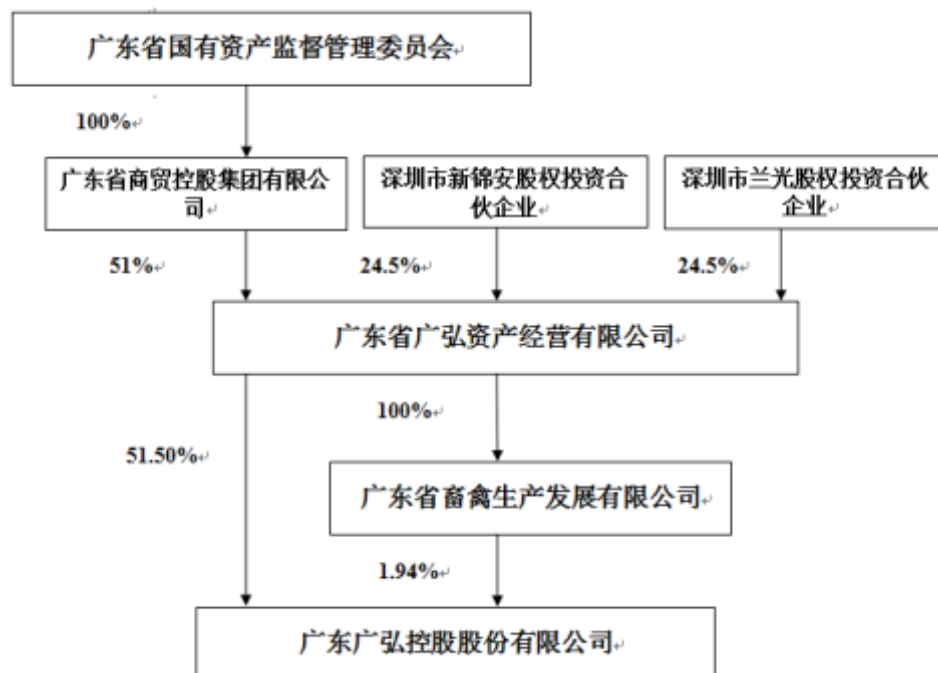 广东省国有资产监督管理委员会
100%
广东省商贸控股集团有限公
司
深圳市新锦安股权投资合
伙企业
深圳市兰光股权投资合伙
企业
51%
24.5%
24.5%
广东省广弘资产经营有限公司
100%
51.50%
广东省畜禽生产发展有限公司
1.94%
广东广弘控股股份有限公司